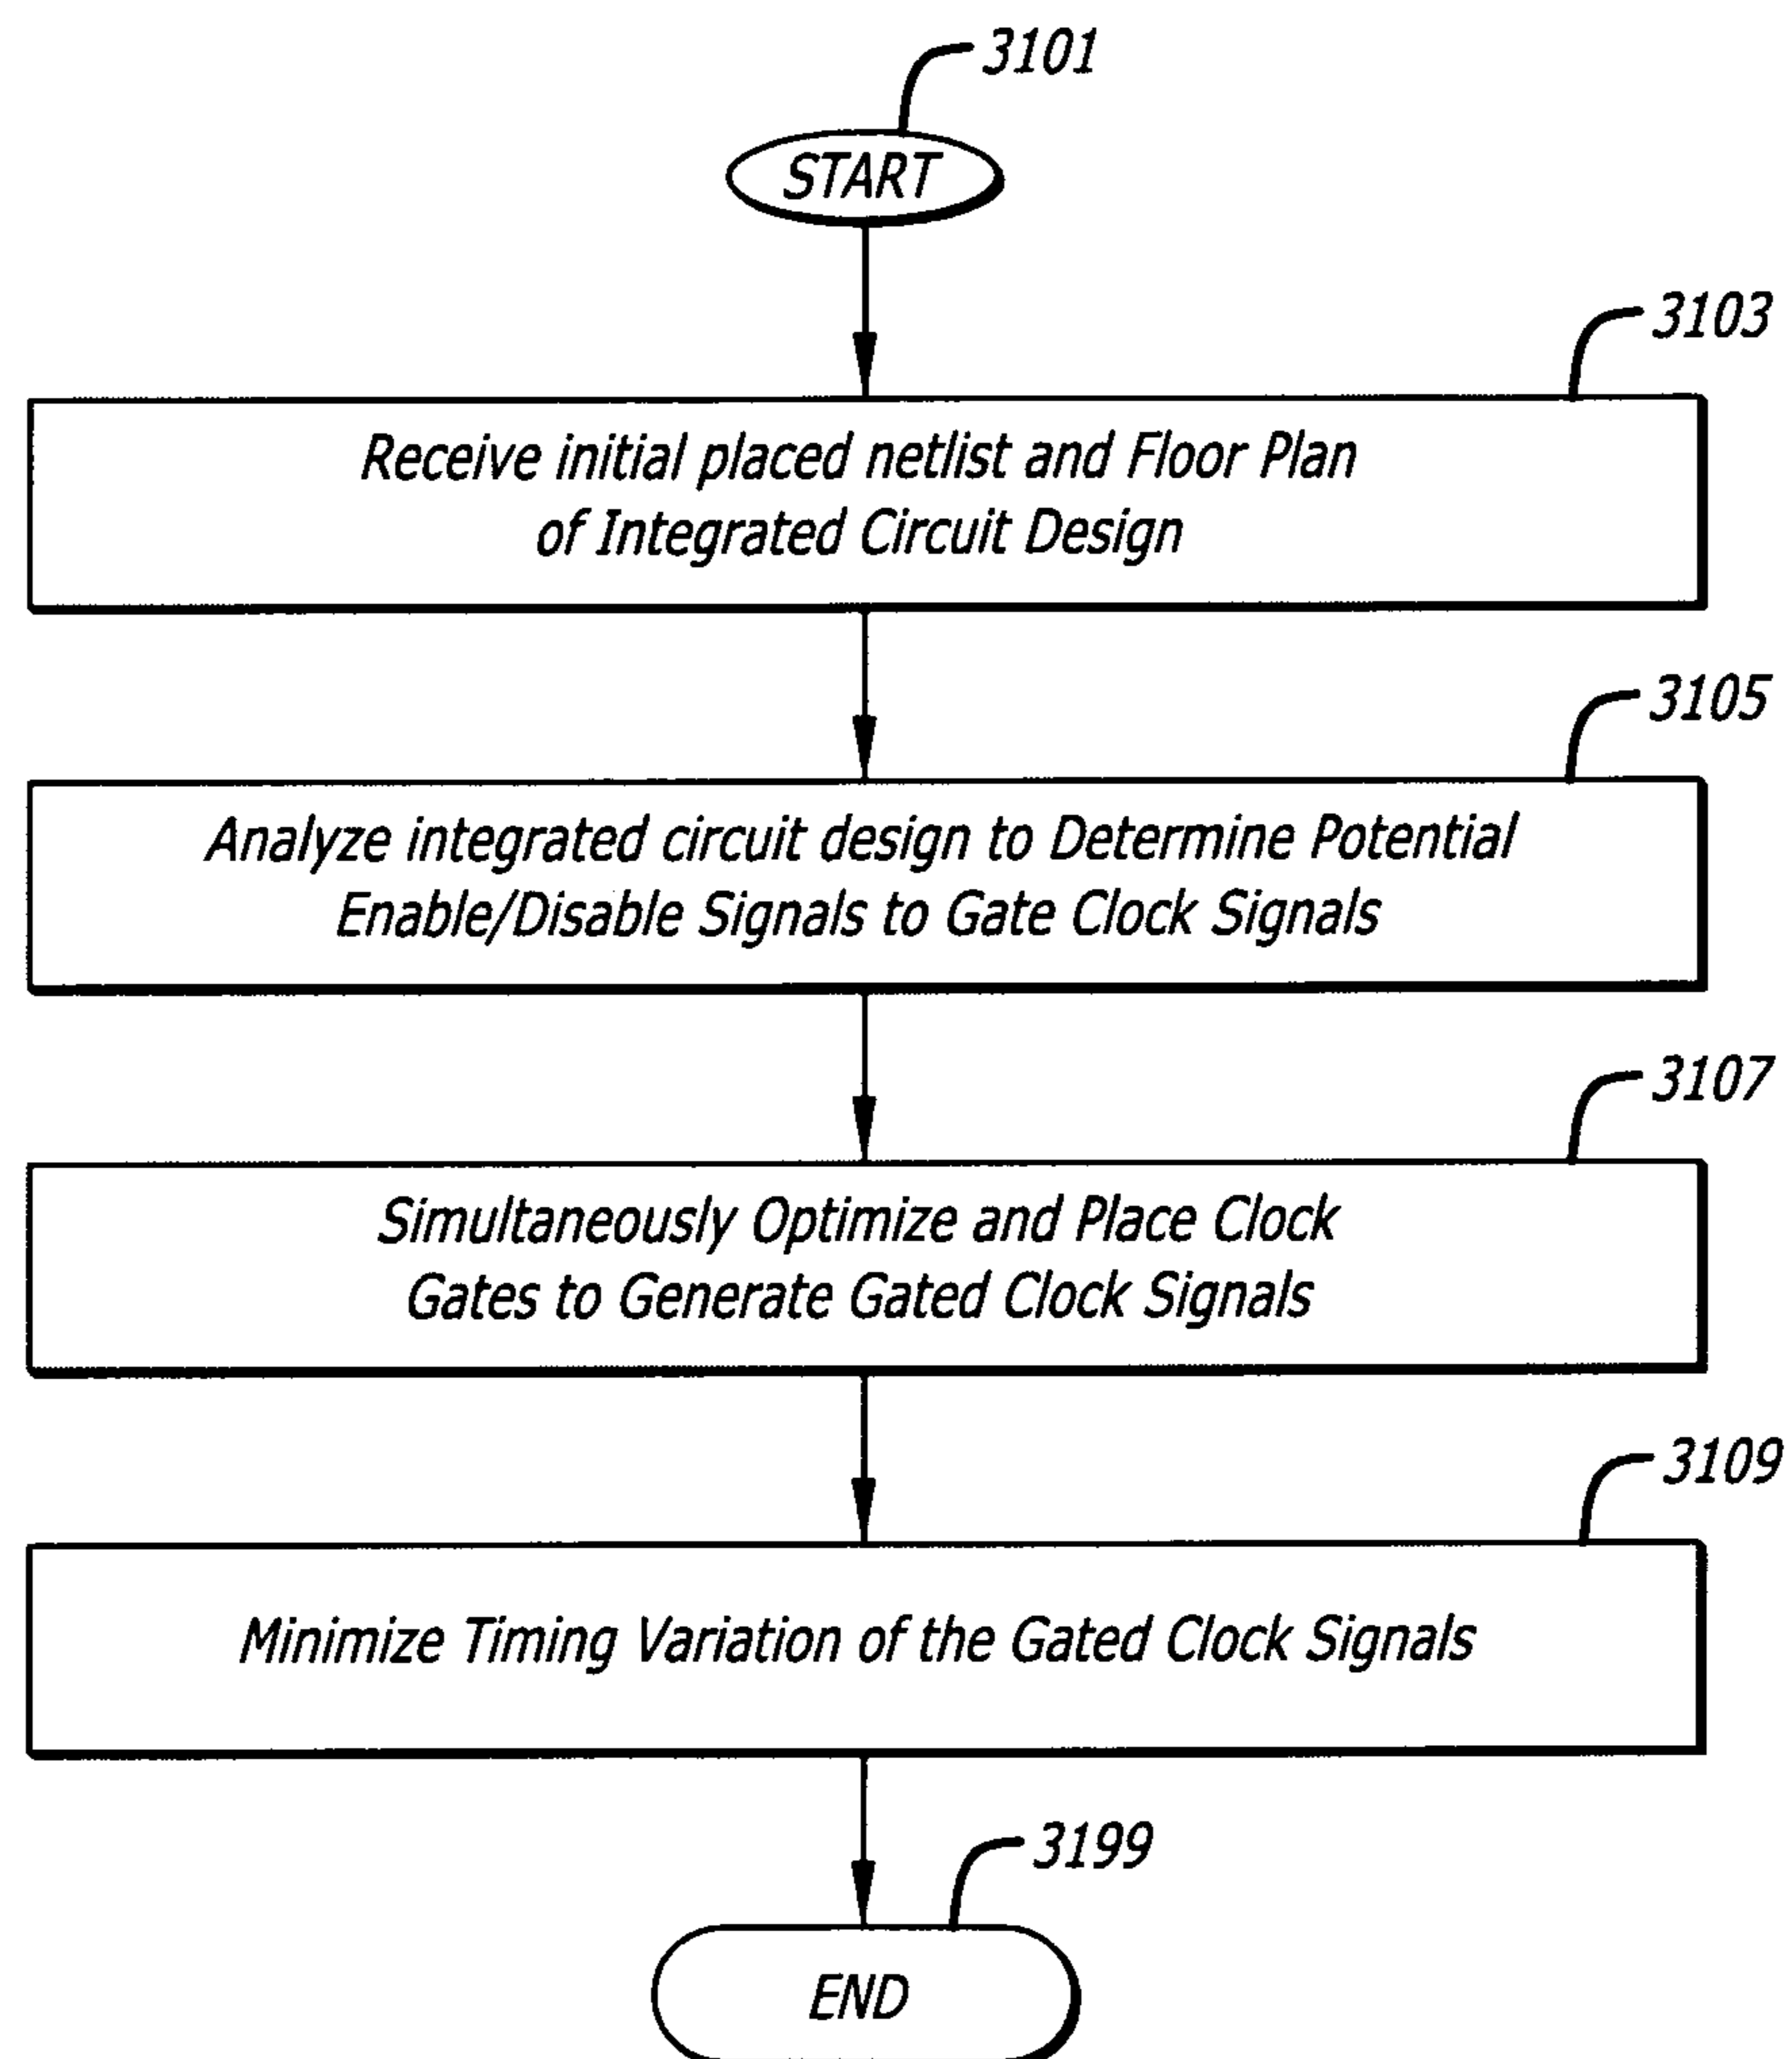 3101
START
3103
Receive initial placed netlist and Floor Plan
of Integrated Circuit Design
3105
Analyze integrated circuit design to Determine Potential
Enable/Disable Signals to Gate Clock Signals
3107
Simultaneously Optimize and Place Clock
Gates to Generate Gated Clock Signals
3109
Minimize Timing Variation of the Gated Clock Signals
3199
END